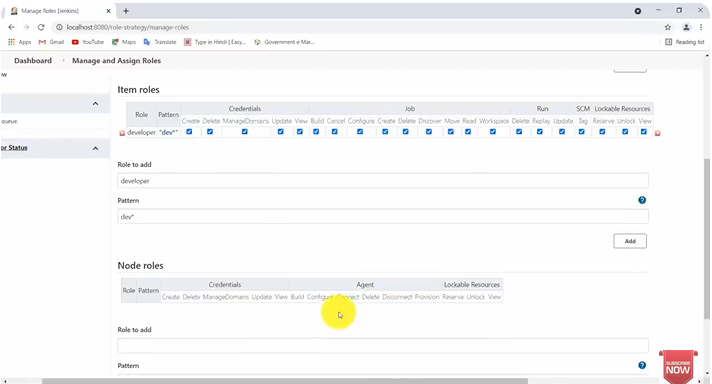 Manage Roles [Jenkins]
localhost:8080/role-strategy/manage-roles
Apps Gmail YouTube Maps Translate Type in Hindi | Easy... Government e Mar... Reading list
Dashboard Manage and Assign Roles
Item roles
queue.
or Status
Role Pattern Credentials Job Run SCM Lockable Resources
Create Delete ManageDomains Update View Build Cancel Configure Create Delete Discover Move Read Workspace Delete Replay Update Tag Reserve Unlock View
developer "dev*"
Role to add
developer
Pattern
dev*
Add
Node roles
Role Pattern Credentials Agent Lockable Resources
Create Delete ManageDomains Update View Build Configure Connect Delete Disconnect Provision Reserve Unlock View
Role to add
Pattern
SUBSCRIBE
NOW